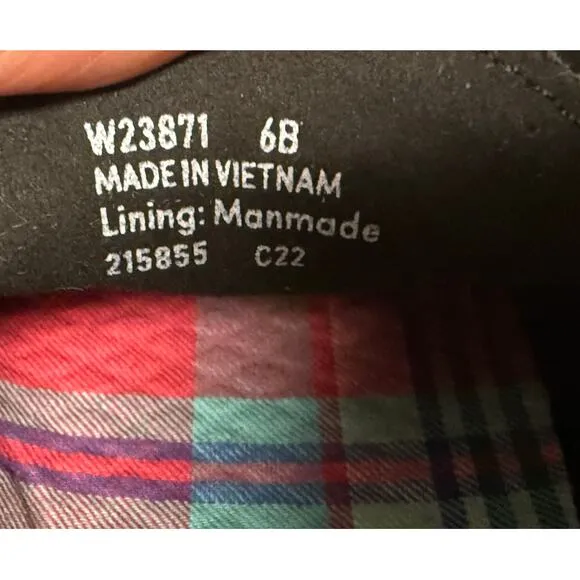 W23871 6B
MADE IN VIETNAM
Lining: Manmade
215855 C22